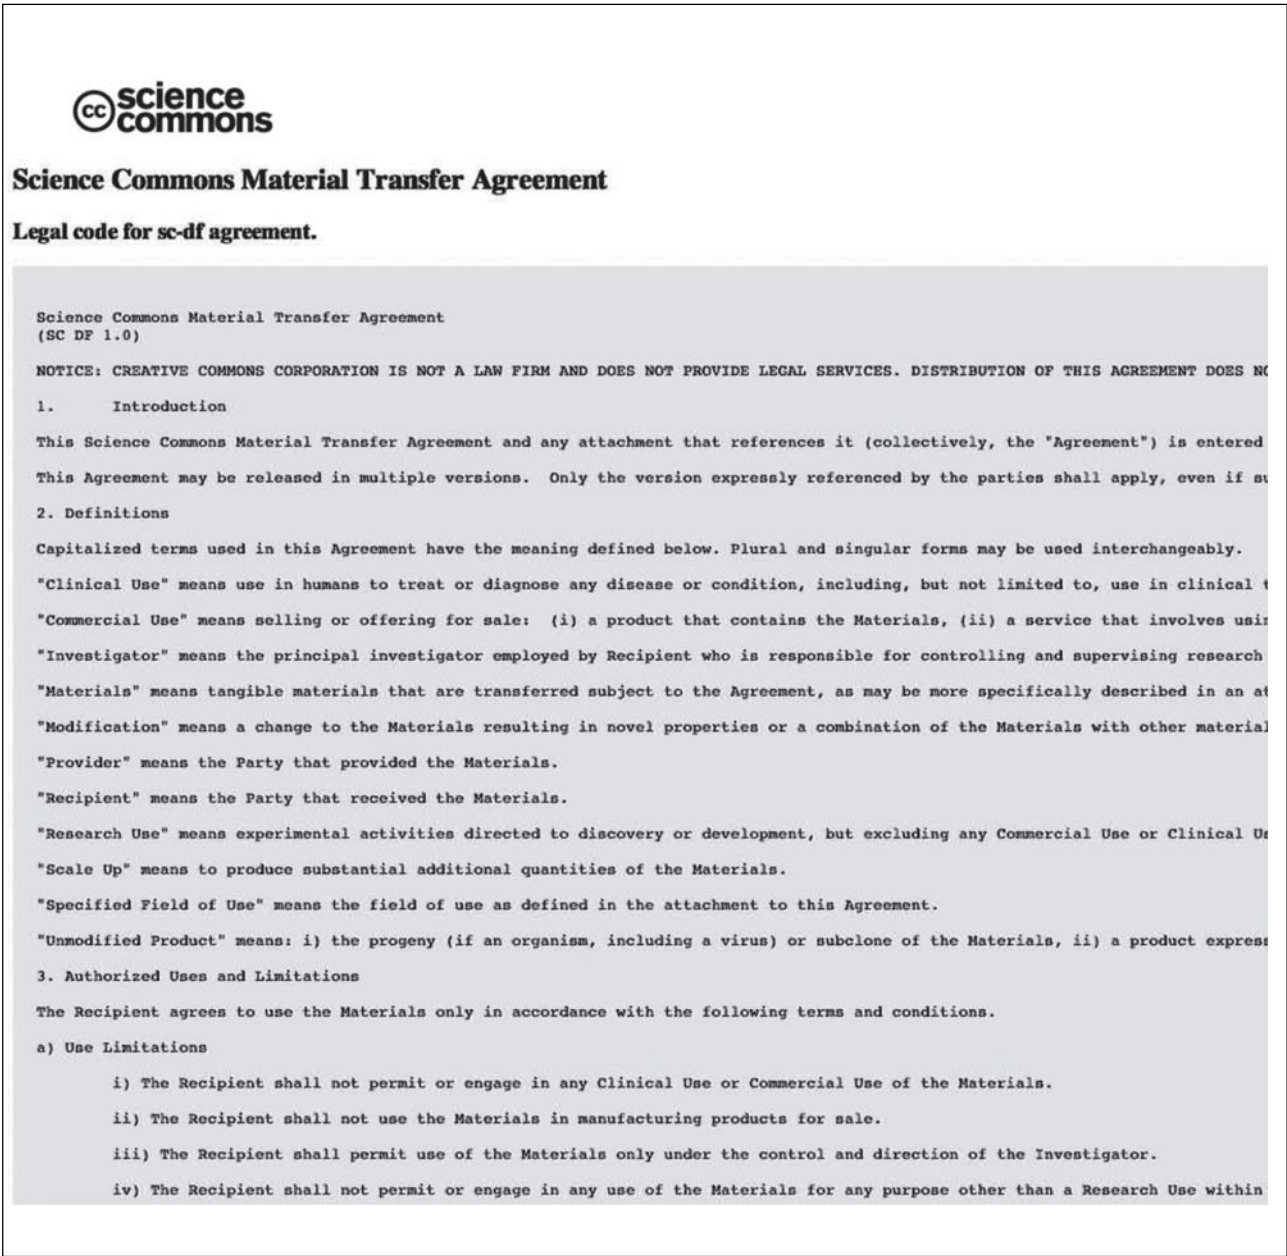 cc science
commons
Science Commons Material Transfer Agreement
Legal code for sc-df agreement.
Science Commons Material Transfer Agreement
(SC DF 1.0)
NOTICE: CREATIVE COMMONS CORPORATION IS NOT A LAW FIRM AND DOES NOT PROVIDE LEGAL SERVICES. DISTRIBUTION OF THIS AGREEMENT DOES
1. Introduction
This Science Commons Material Transfer Agreement and any attachment that references it (collectively, the "Agreement") is entered
This Agreement may be released in multiple versions. Only the version expressly referenced by the parties shall apply, even if
2. Definitions
Capitalized terms used in this Agreement have the meaning defined below. Plural and singular forms may be used interchangeably.
"Clinical Use" means use in humans to treat or diagnose any disease or condition, including, but not limited to, use in clinical
"Commercial Use" means selling or offering for sale: (i) a product that contains the Materials, (ii) a service that involves
"Investigator" means the principal investigator employed by Recipient who is responsible for controlling and supervising research
"Materials" means tangible materials that are transferred subject to the Agreement, as may be more specifically described in an
"Modification" means a change to the Materials resulting in novel properties or a combination of the Materials with other
"Provider" means the Party that provided the Materials.
"Recipient" means the Party that received the Materials.
"Research Use" means experimental activities directed to discovery or development, but excluding any Commercial Use or Clinical
"Scale Up" means to produce substantial additional quantities of the Materials.
"Specified Field of Use" means the field of use as defined in the attachment to this Agreement.
"Unmodified Product" means: i) the progeny (if an organism, including a virus) or subclone of the Materials, ii) a product
3. Authorized Uses and Limitations
The Recipient agrees to use the Materials only in accordance with the following terms and conditions.
a) Use Limitations
i) The Recipient shall not permit or engage in any Clinical Use or Commercial Use of the Materials.
ii) The Recipient shall not use the Materials in manufacturing products for sale.
iii) The Recipient shall permit use of the Materials only under the control and direction of the Investigator.
iv) The Recipient shall not permit or engage in any use of the Materials for any purpose other than a Research Use within